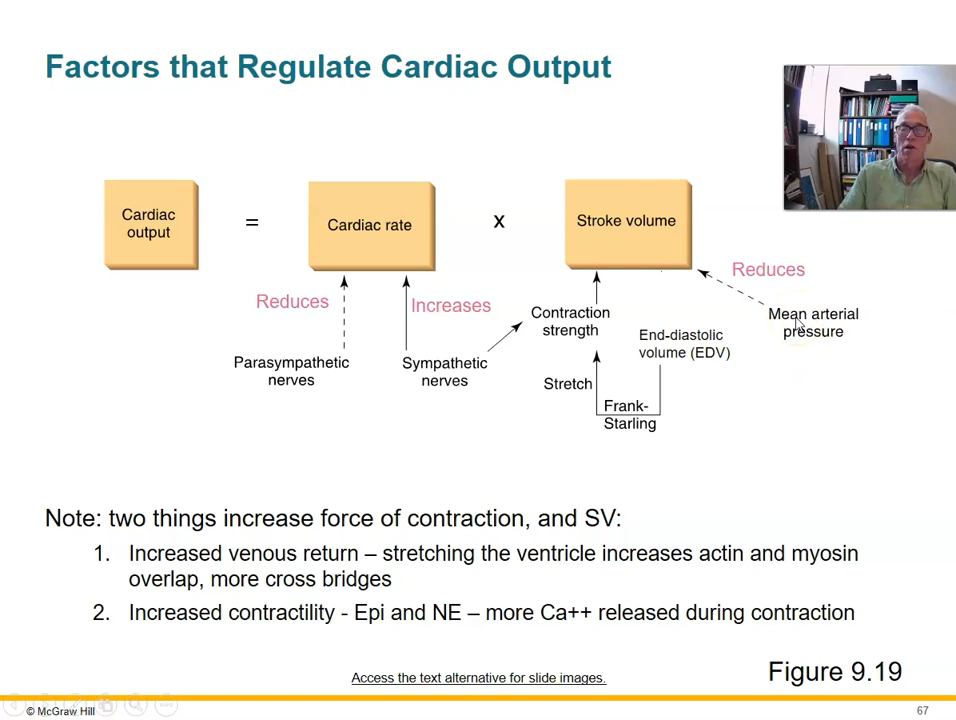 Factors that Regulate Cardiac Output
Cardiac
output
=
Cardiac rate
x
Stroke volume
Reduces
Reduces
Increases
Contraction
strength
Mean arterial
pressure
End-diastolic
volume (EDV)
Parasympathetic
nerves
Sympathetic
nerves
Stretch
Frank-
Starling
Note: two things increase force of contraction, and SV:
1. Increased venous return – stretching the ventricle increases actin and myosin
overlap, more cross bridges
2. Increased contractility - Epi and NE – more Ca++ released during contraction
Figure 9.19
Access the text alternative for slide images.
© McGraw Hill
67